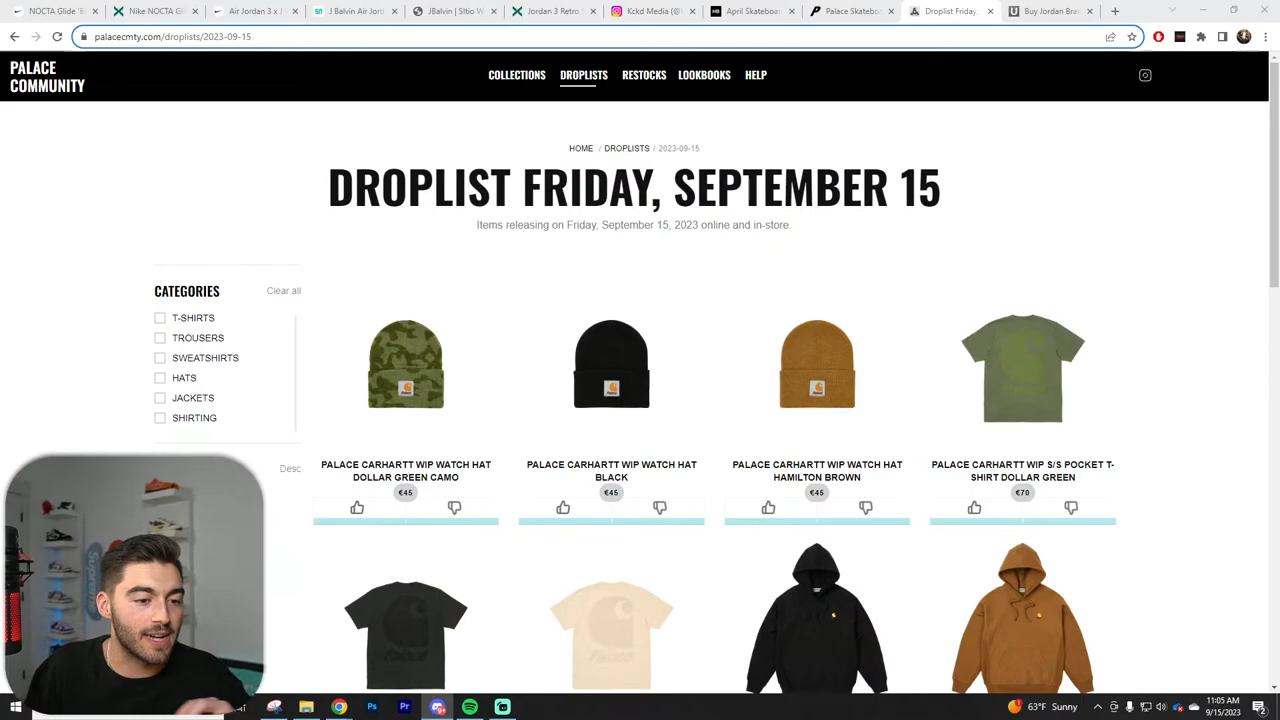 NOCTA Glide 'B
Nike NOCTA Gl
Air Jordan 3 x J
J Balvin Air Jor
JBalvin | SItio W
Jordan 3 Retro
Kckd Media (@k
April Skateboar
Palace Skateb
Droplist Friday,
Buy Jordan Bran
palacecmty.com/droplists/2023-09-15
PALACE
COMMUNITY
COLLECTIONS DROPLISTS RESTOCKS LOOKBOOKS HELP
HOME / DROPLISTS / 2023-09-15
DROPLIST FRIDAY, SEPTEMBER 15
Items releasing on Friday, September 15, 2023 online and in-store.
CATEGORIES Clear all
T-SHIRTS
TROUSERS
SWEATSHIRTS
HATS
JACKETS
SHIRTING
Desc
PALACE CARHARTT WIP WATCH HAT
DOLLAR GREEN CAMO
€45
PALACE CARHARTT WIP WATCH HAT
BLACK
€45
PALACE CARHARTT WIP WATCH HAT
HAMILTON BROWN
€45
PALACE CARHARTT WIP S/S POCKET T-
SHIRT DOLLAR GREEN
€70
Supreme
63°F Sunny
11:05 AM
9/15/2023